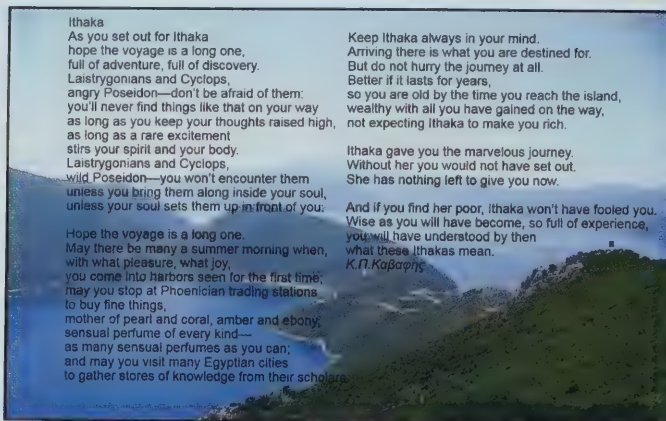 Ithaka
As you set out for Ithaka
hope the voyage is a long one,
full of adventure, full of discovery.
Laistrygonians and Cyclops,
angry Poseidon—don't be afraid of them:
you'll never find things like that on your way
as long as you keep your thoughts raised high,
as long as a rare excitement
stirs your spirit and your body.
Laistrygonians and Cyclops,
wild Poseidon—you won't encounter them
unless you bring them along inside your soul,
unless your soul sets them up in front of you.
Hope the voyage is a long one.
May there be many a summer morning when,
with what pleasure, what joy,
you come into harbors seen for the first time;
may you stop at Phoenician trading stations
to buy fine things,
mother of pearl and coral, amber and ebony,
sensual perfume of every kind—
as many sensual perfumes as you can;
and may you visit many Egyptian cities
to gather stores of knowledge from their scholars.
Keep Ithaka always in your mind.
Arriving there is what you are destined for.
But do not hurry the journey at all.
Better if it lasts for years,
so you are old by the time you reach the island,
wealthy with all you have gained on the way,
not expecting Ithaka to make you rich.
Ithaka gave you the marvelous journey.
Without her you would not have set out.
She has nothing left to give you now.
And if you find her poor, Ithaka won't have fooled you.
Wise as you will have become, so full of experience,
you will have understood by then
what these Ithakas mean.
Κ.Π.Καβαφης